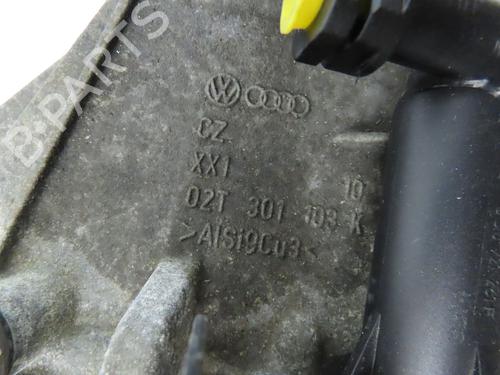 B-PARTS
CZ
XX1
10
02T 301 103 K
>AlSi9Cu3<